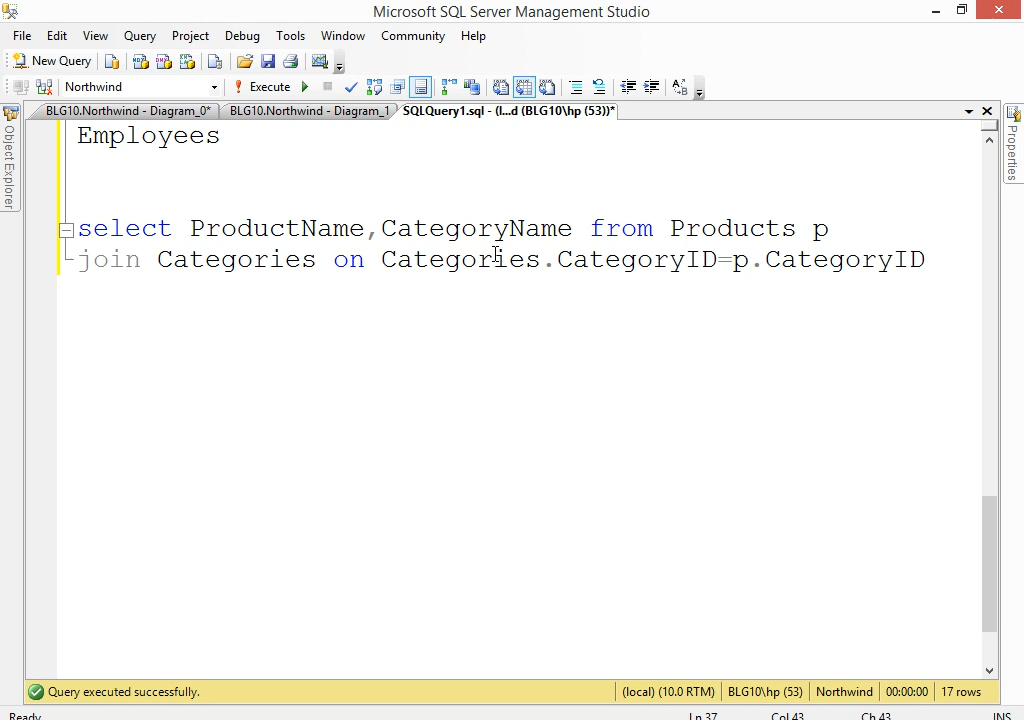 Microsoft SQL Server Management Studio
File Edit View Query Project Debug Tools Window Community Help
New Query
Northwind Execute
BLG10.Northwind - Diagram_0* BLG10.Northwind - Diagram_1 SQLQuery1.sql - (l...d (BLG10\hp (53))*
Object Explorer
Properties
Employees
select ProductName,CategoryName from Products p
join Categories on Categories.CategoryID=p.CategoryID
Query executed successfully. (local) (10.0 RTM) BLG10\hp (53) Northwind 00:00:00 17 rows
Ready Ln 37 Col 43 Ch 43 INS